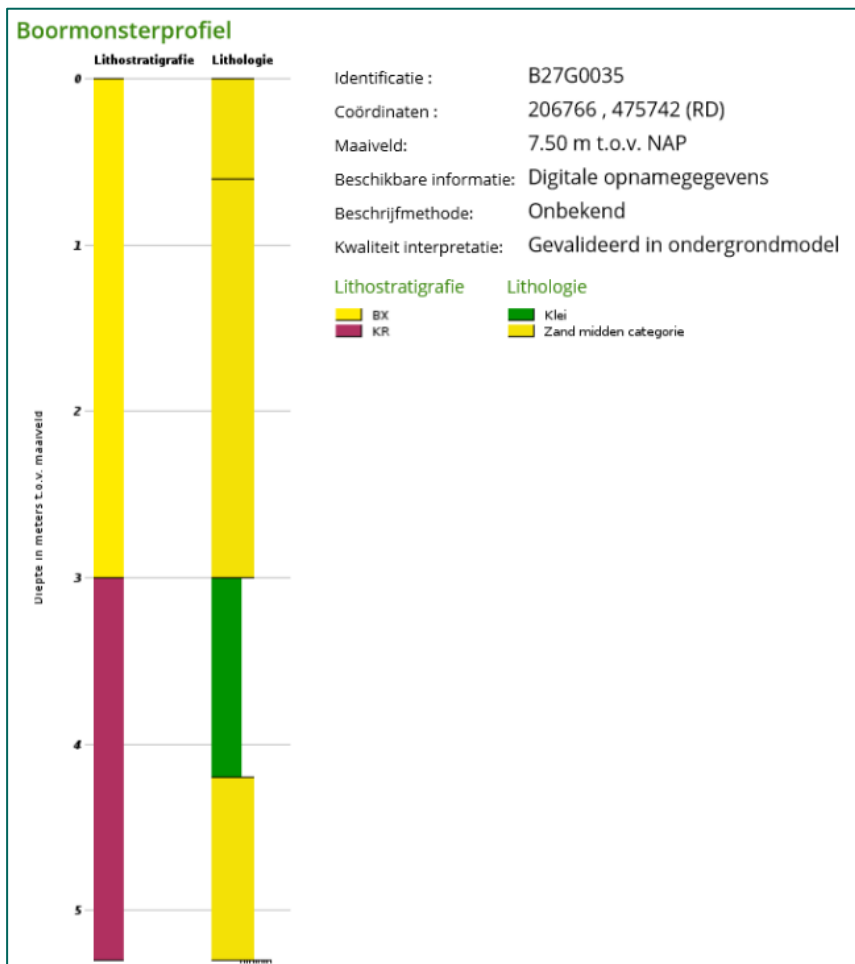 Boormonsterprofiel
Lithostratigrafie Lithologie
Identificatie : B27G0035
Coördinaten : 206766 , 475742 (RD)
Maaiveld: 7.50 m t.o.v. NAP
Beschikbare informatie: Digitale opnamegegevens
Beschrijfmethode: Onbekend
Kwaliteit interpretatie: Gevalideerd in ondergrondmodel
Lithostratigrafie Lithologie
BX Klei
KR Zand midden categorie
Diepte in meters t.o.v. maaiveld
0
1
2
3
4
5